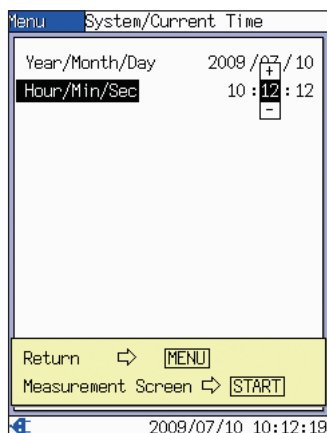 Menu System/Current Time
Year/Month/Day 2009 / 07 / 10
+
Hour/Min/Sec 10 : 12 : 12
-
Return ⇨ MENU
Measurement Screen ⇨ START
2009/07/10 10:12:19